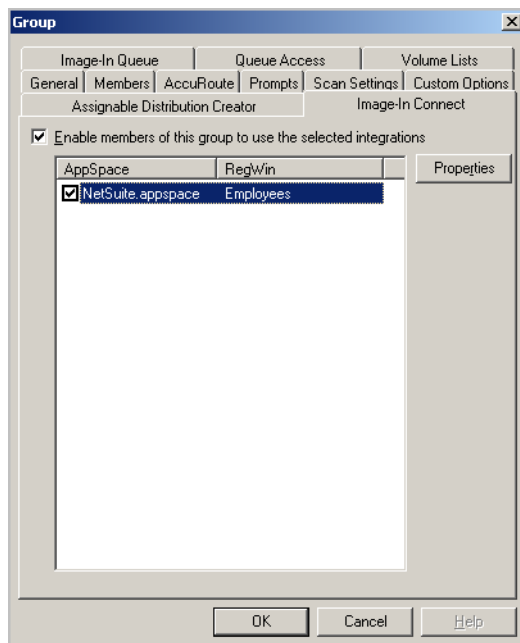 Group
Image-In Queue Queue Access Volume Lists
General Members AccuRoute Prompts Scan Settings Custom Options
Assignable Distribution Creator Image-In Connect
Enable members of this group to use the selected integrations
AppSpace RegWin Properties
NetSuite.appspace Employees
OK Cancel Help